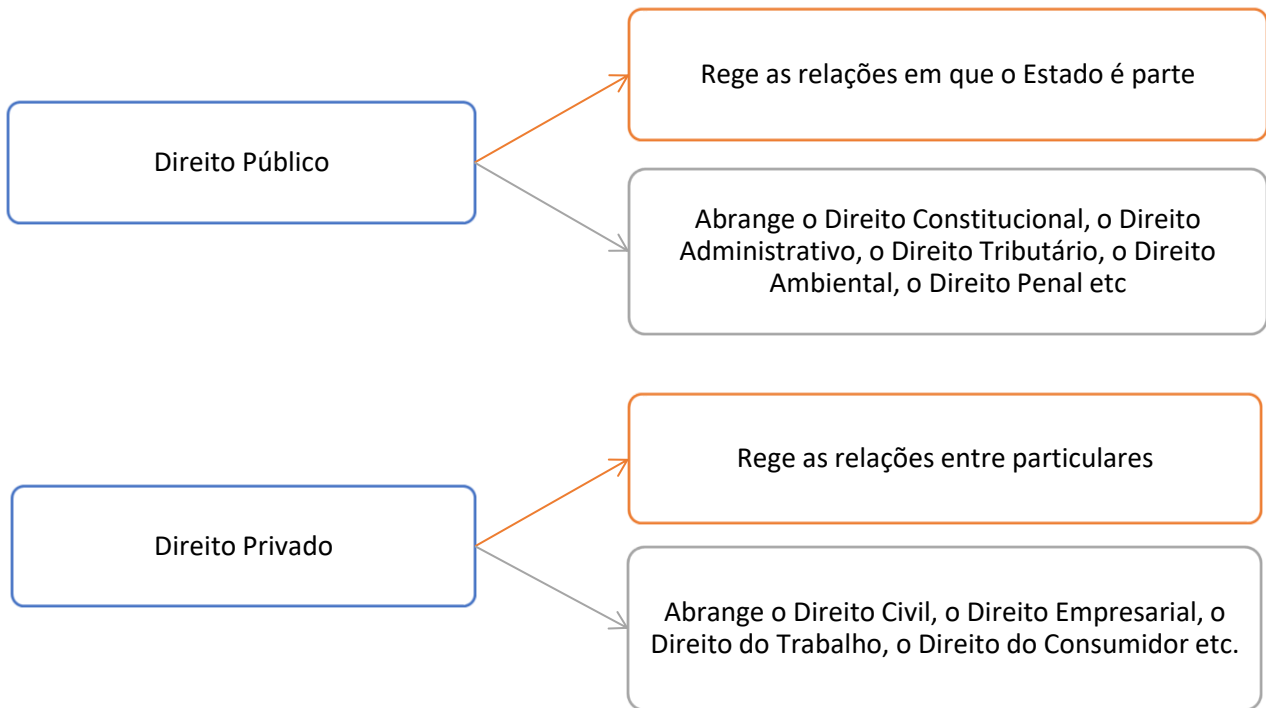 Direito Público
Rege as relações em que o Estado é parte
Abrange o Direito Constitucional, o Direito
Administrativo, o Direito Tributário, o Direito
Ambiental, o Direito Penal etc
Direito Privado
Rege as relações entre particulares
Abrange o Direito Civil, o Direito Empresarial, o
Direito do Trabalho, o Direito do Consumidor etc.